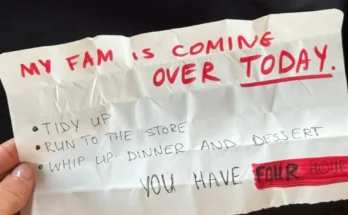 MY FAM IS COMING
OVER TODAY.
• TIDY UP
• RUN TO THE STORE
• WHIP UP DINNER AND DESSERT
YOU HAVE FOUR HOURS